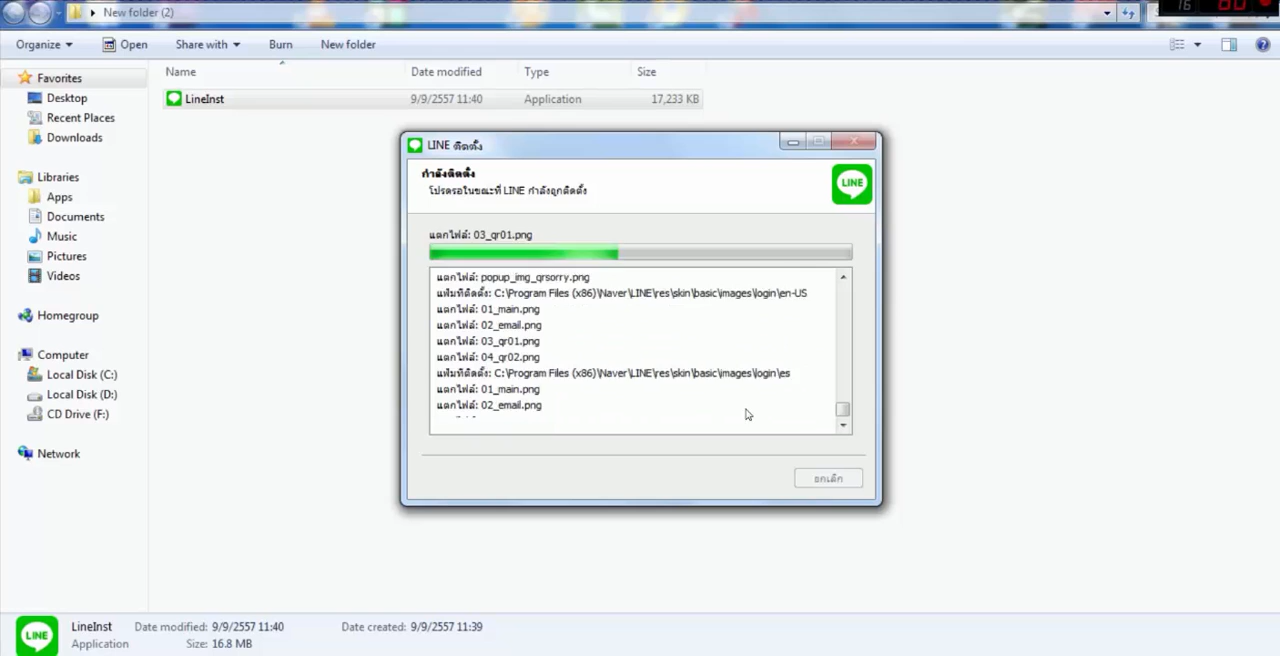 New folder (2)
16
Organize
Open
Share with
Burn
New folder
Name
Date modified
Type
Size
LineInst
9/9/2557 11:40
Application
17,233 KB
Favorites
Desktop
Recent Places
Downloads
Libraries
Apps
Documents
Music
Pictures
Videos
Homegroup
Computer
Local Disk (C:)
Local Disk (D:)
CD Drive (F:)
Network
LINE ติดตั้ง
กำลังติดตั้ง
โปรดรอในขณะที่ LINE กำลังถูกติดตั้ง
LINE
แตกไฟล์: 03_qr01.png
แตกไฟล์: popup_img_qrsorry.png
แฟ้มที่ติดตั้ง: C:\Program Files (x86)\Naver\LINE\res\skin\basic\images\login\en-US
แตกไฟล์: 01_main.png
แตกไฟล์: 02_email.png
แตกไฟล์: 03_qr01.png
แตกไฟล์: 04_qr02.png
แฟ้มที่ติดตั้ง: C:\Program Files (x86)\Naver\LINE\res\skin\basic\images\login\es
แตกไฟล์: 01_main.png
แตกไฟล์: 02_email.png
ยกเลิก
LINE
LineInst
Date modified: 9/9/2557 11:40
Date created: 9/9/2557 11:39
Application
Size: 16.8 MB